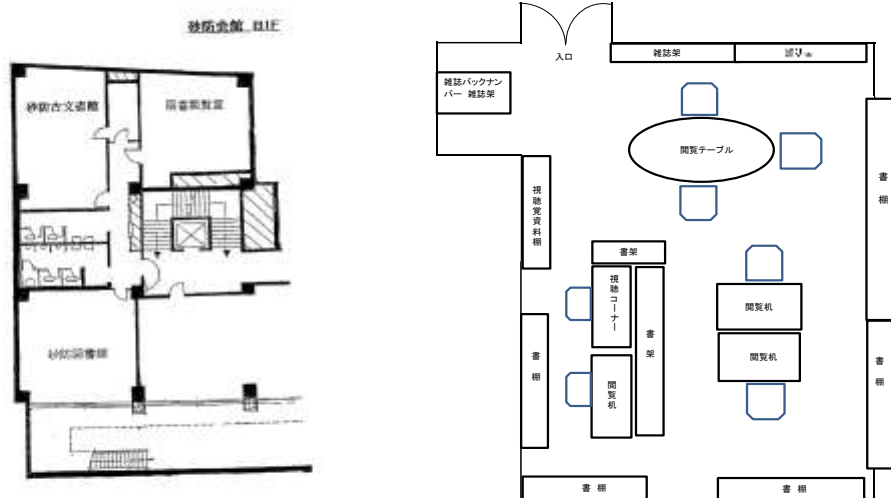 砂防会館 B1F
砂防古文書館
図書閲覧室
砂防図書館
入口
雑誌架
雑誌バックナン
バー 雑誌架
閲覧テーブル
書棚
視聴覚資料棚
書架
視聴コーナー
書架
閲覧机
閲覧机
書棚
書棚
閲覧机
書棚
書棚